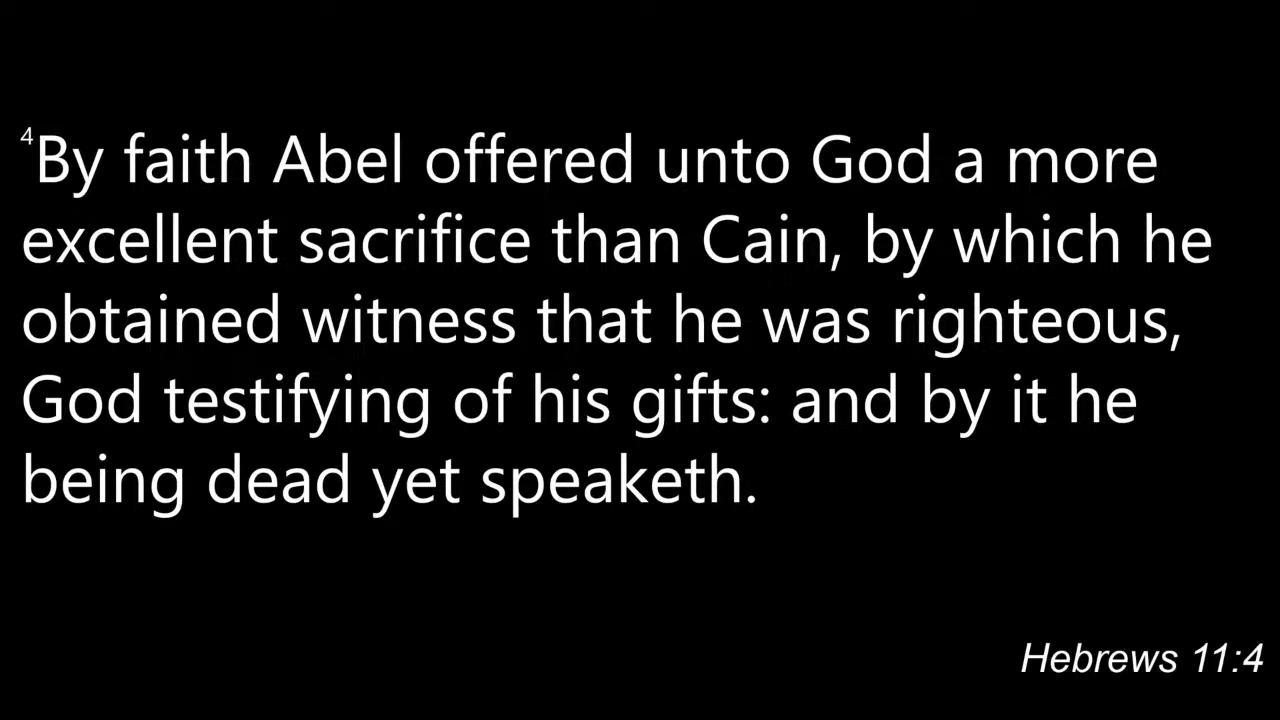 4By faith Abel offered unto God a more
excellent sacrifice than Cain, by which he
obtained witness that he was righteous,
God testifying of his gifts: and by it he
being dead yet speaketh.
Hebrews 11:4